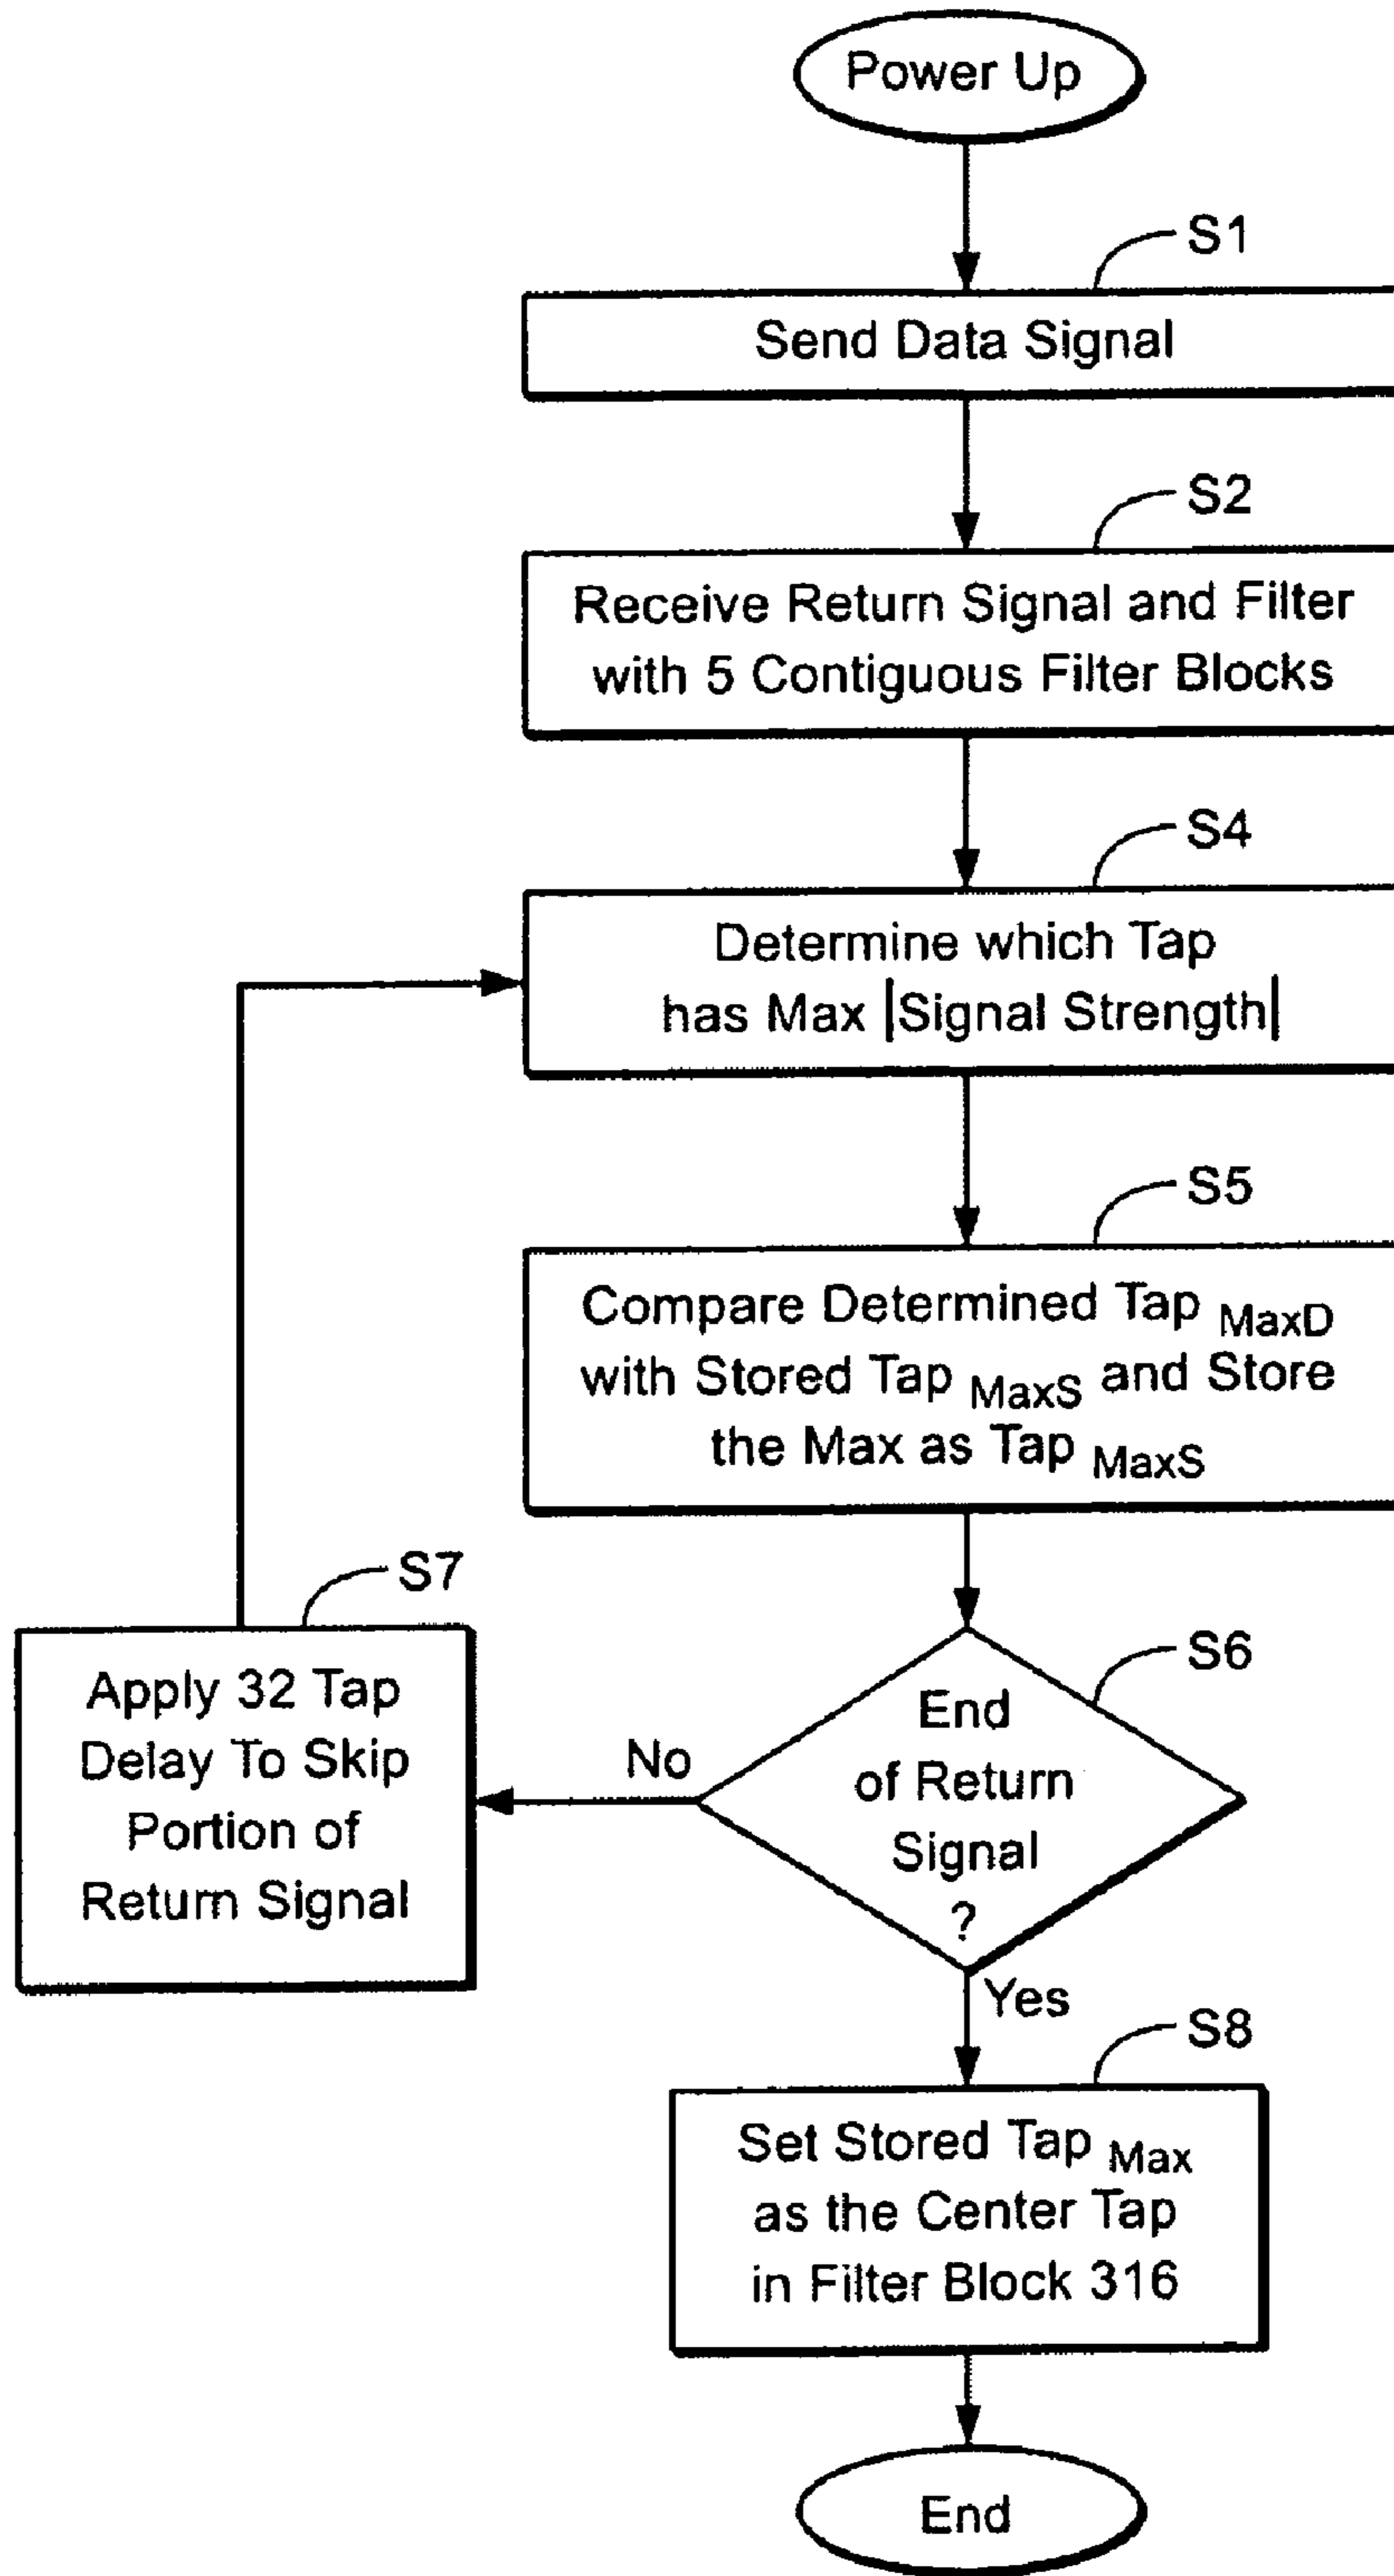 Power Up
S1
Send Data Signal
S2
Receive Return Signal and Filter
with 5 Contiguous Filter Blocks
S4
Determine which Tap
has Max |Signal Strength|
S5
Compare Determined Tap MaxD
with Stored Tap MaxS and Store
the Max as Tap MaxS
S7
Apply 32 Tap
Delay To Skip
Portion of
Return Signal
No
S6
End
of Return
Signal
?
Yes
S8
Set Stored Tap Max
as the Center Tap
in Filter Block 316
End